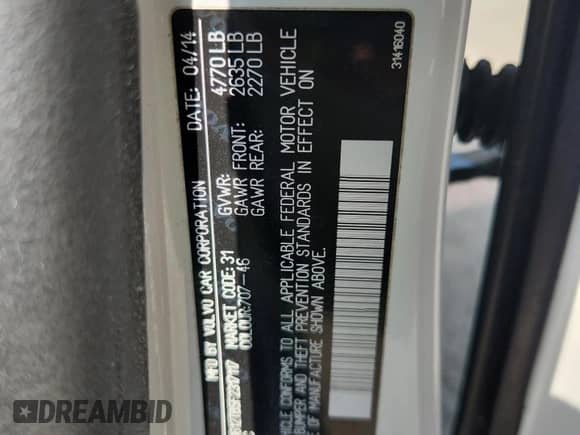 MFD BY VOLVO CAR CORPORATION DATE: 04/14
MARKET CODE: 31 GVWR: 4770 LB
COLOUR: 707-46 GAWR FRONT: 2635 LB
GAWR REAR: 2270 LB
VEHICLE CONFORMS TO ALL APPLICABLE FEDERAL MOTOR VEHICLE
BUMPER AND THEFT PREVENTION STANDARDS IN EFFECT ON
OF MANUFACTURE SHOWN ABOVE.
31416040
DREAMBID